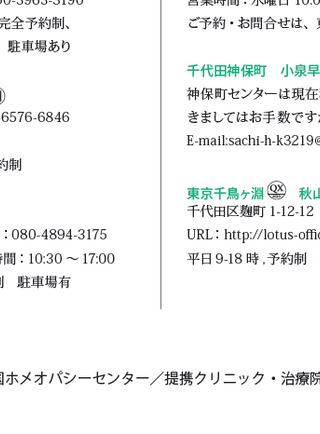 00-3963-3190
完全予約制、
駐車場あり
6576-6846
約制
：080-4894-3175
時間：10:30 〜 17:00
駐車場有
営業時間：水曜日 10:0
ご予約・お問合せは、
千代田神保町　小泉早
神保町センターは現在
きましてはお手数です
E-mail:sachi-h-k3219
東京千鳥ヶ淵 QX 秋山
千代田区麹町 1-12-12
URL： http://lotus-offic
平日 9-18 時 , 予約制
国ホメオパシーセンター／提携クリニック・治療院